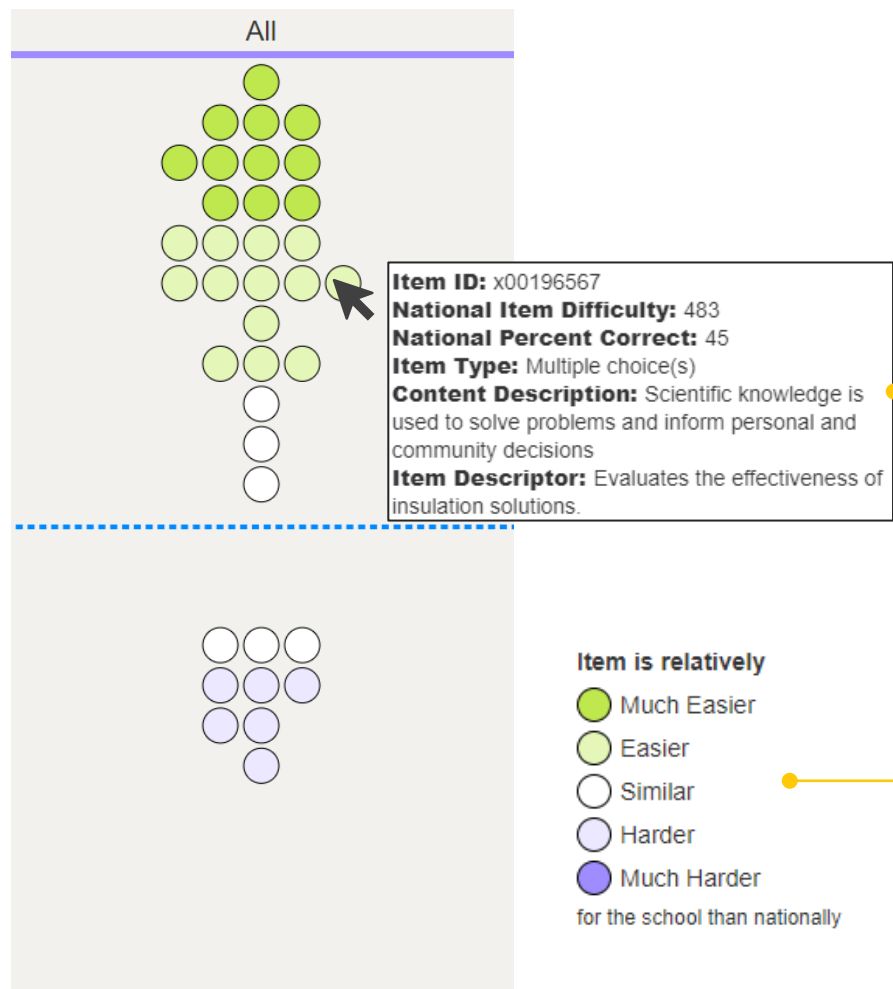 All
Item ID: x00196567
National Item Difficulty: 483
National Percent Correct: 45
Item Type: Multiple choice(s)
Content Description: Scientific knowledge is
used to solve problems and inform personal and
community decisions
Item Descriptor: Evaluates the effectiveness of
insulation solutions.
Item is relatively
Much Easier
Easier
Similar
Harder
Much Harder
for the school than nationally